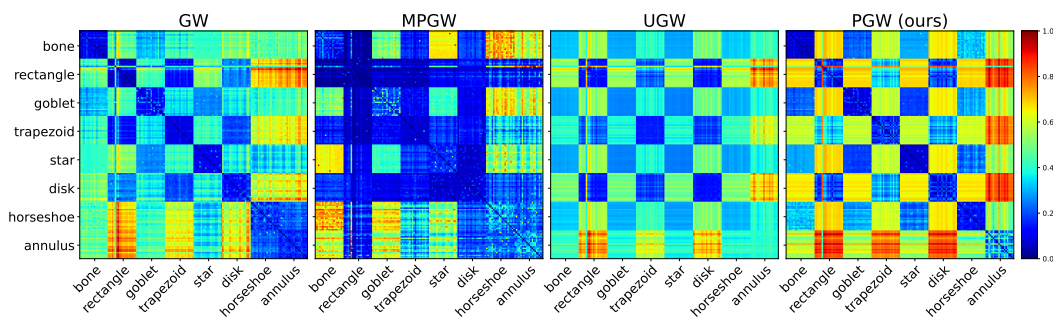 GW MPGW UGW PGW (ours)
bone
rectangle
goblet
trapezoid
star
disk
horseshoe
annulus
1.0
0.8
0.6
0.4
0.2
0.0
bone rectangle goblet trapezoid star disk horseshoe annulus
bone rectangle goblet trapezoid star disk horseshoe annulus
bone rectangle goblet trapezoid star disk horseshoe annulus
bone rectangle goblet trapezoid star disk horseshoe annulus